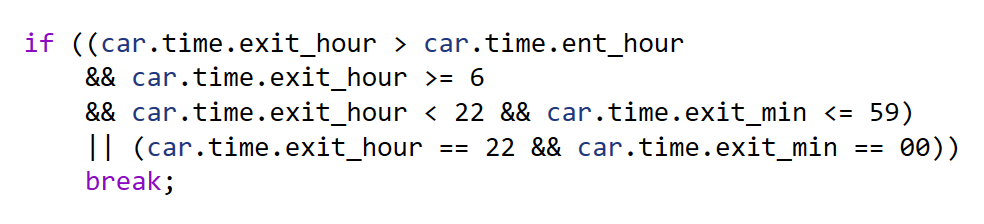 if ((car.time.exit_hour > car.time.ent_hour
    && car.time.exit_hour >= 6
    && car.time.exit_hour < 22 && car.time.exit_min <= 59)
    || (car.time.exit_hour == 22 && car.time.exit_min == 00))
    break;